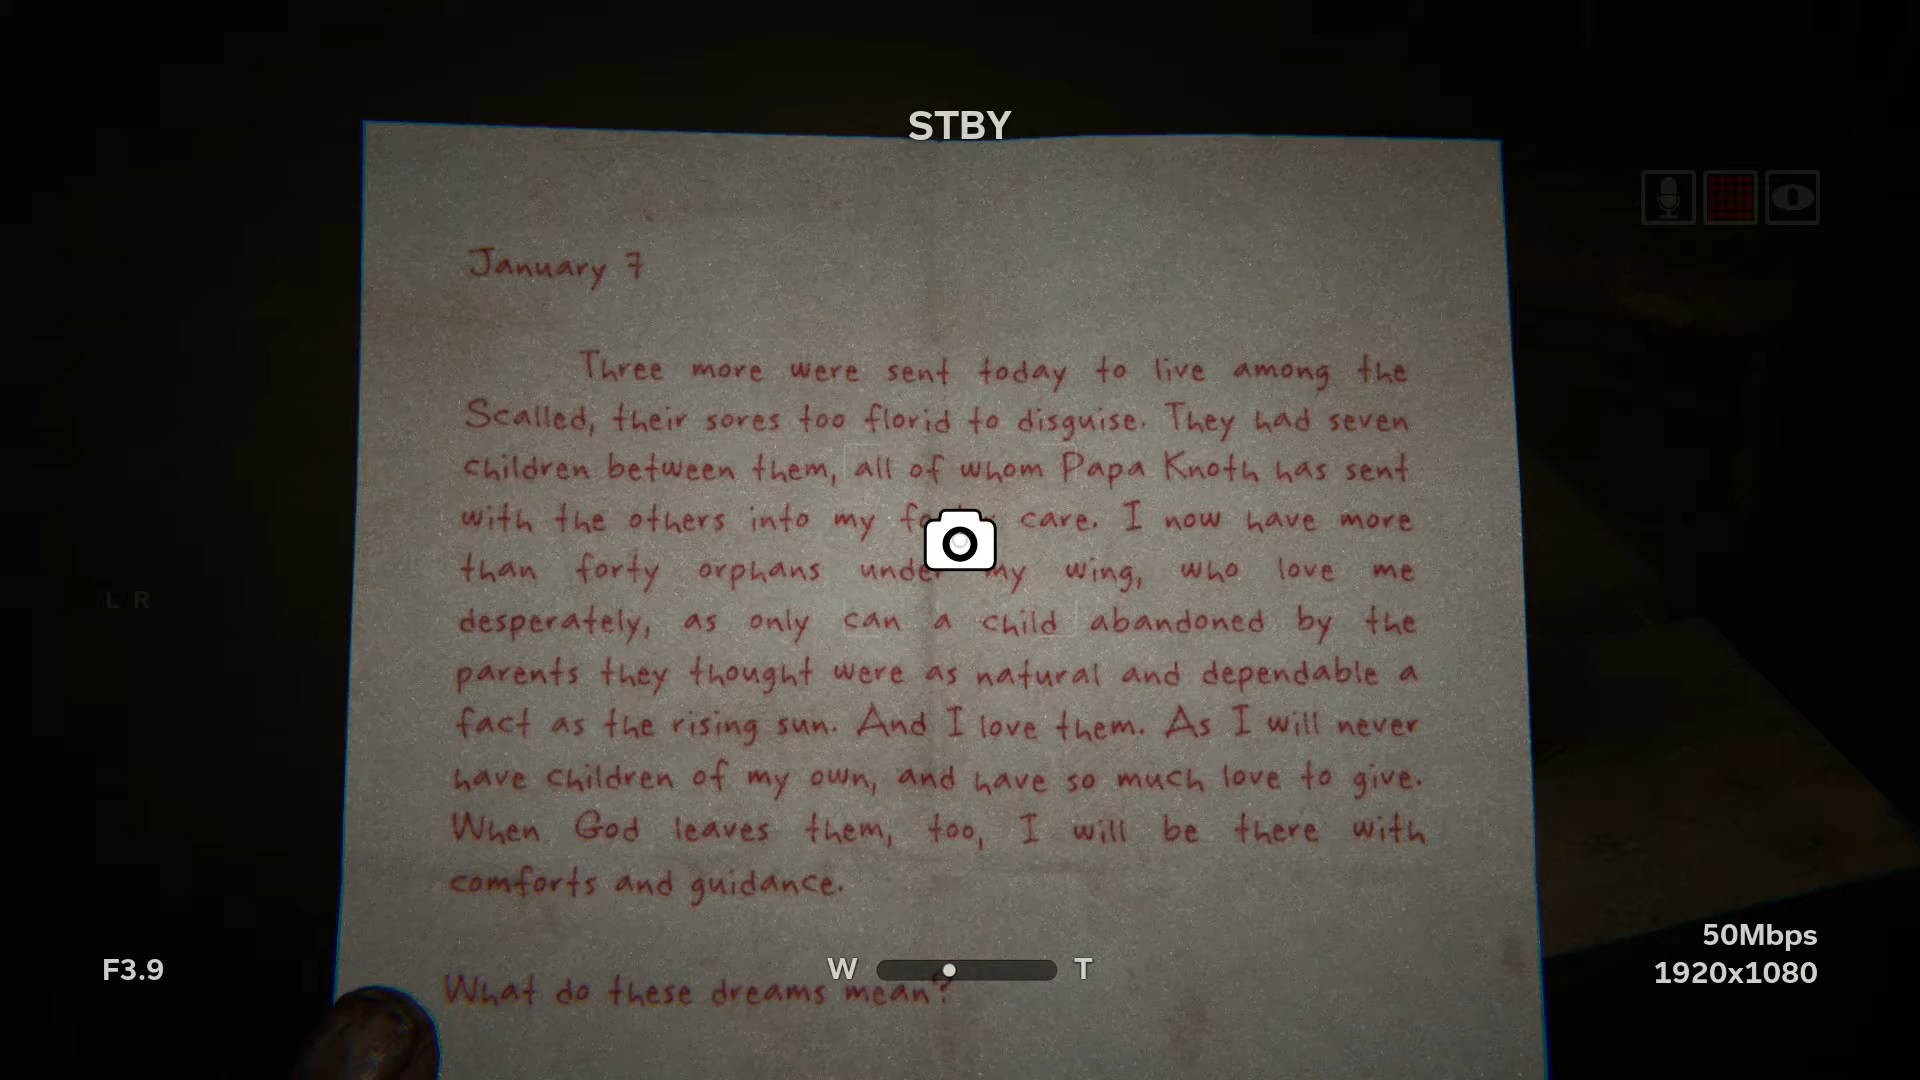 STBY
January 7
Three more were sent today to live among the
Scalled, their sores too florid to disguise. They had seven
children between them, all of whom Papa Knoth has sent
with the others into my care. I now have more
than forty orphans under my wing, who love me
desperately, as only can a child abandoned by the
parents they thought were as natural and dependable a
fact as the rising sun. And I love them. As I will never
have children of my own, and have so much love to give.
When God leaves them, too, I will be there with
comforts and guidance.
What do these dreams mean?
L R
F3.9
W T
50Mbps
1920x1080